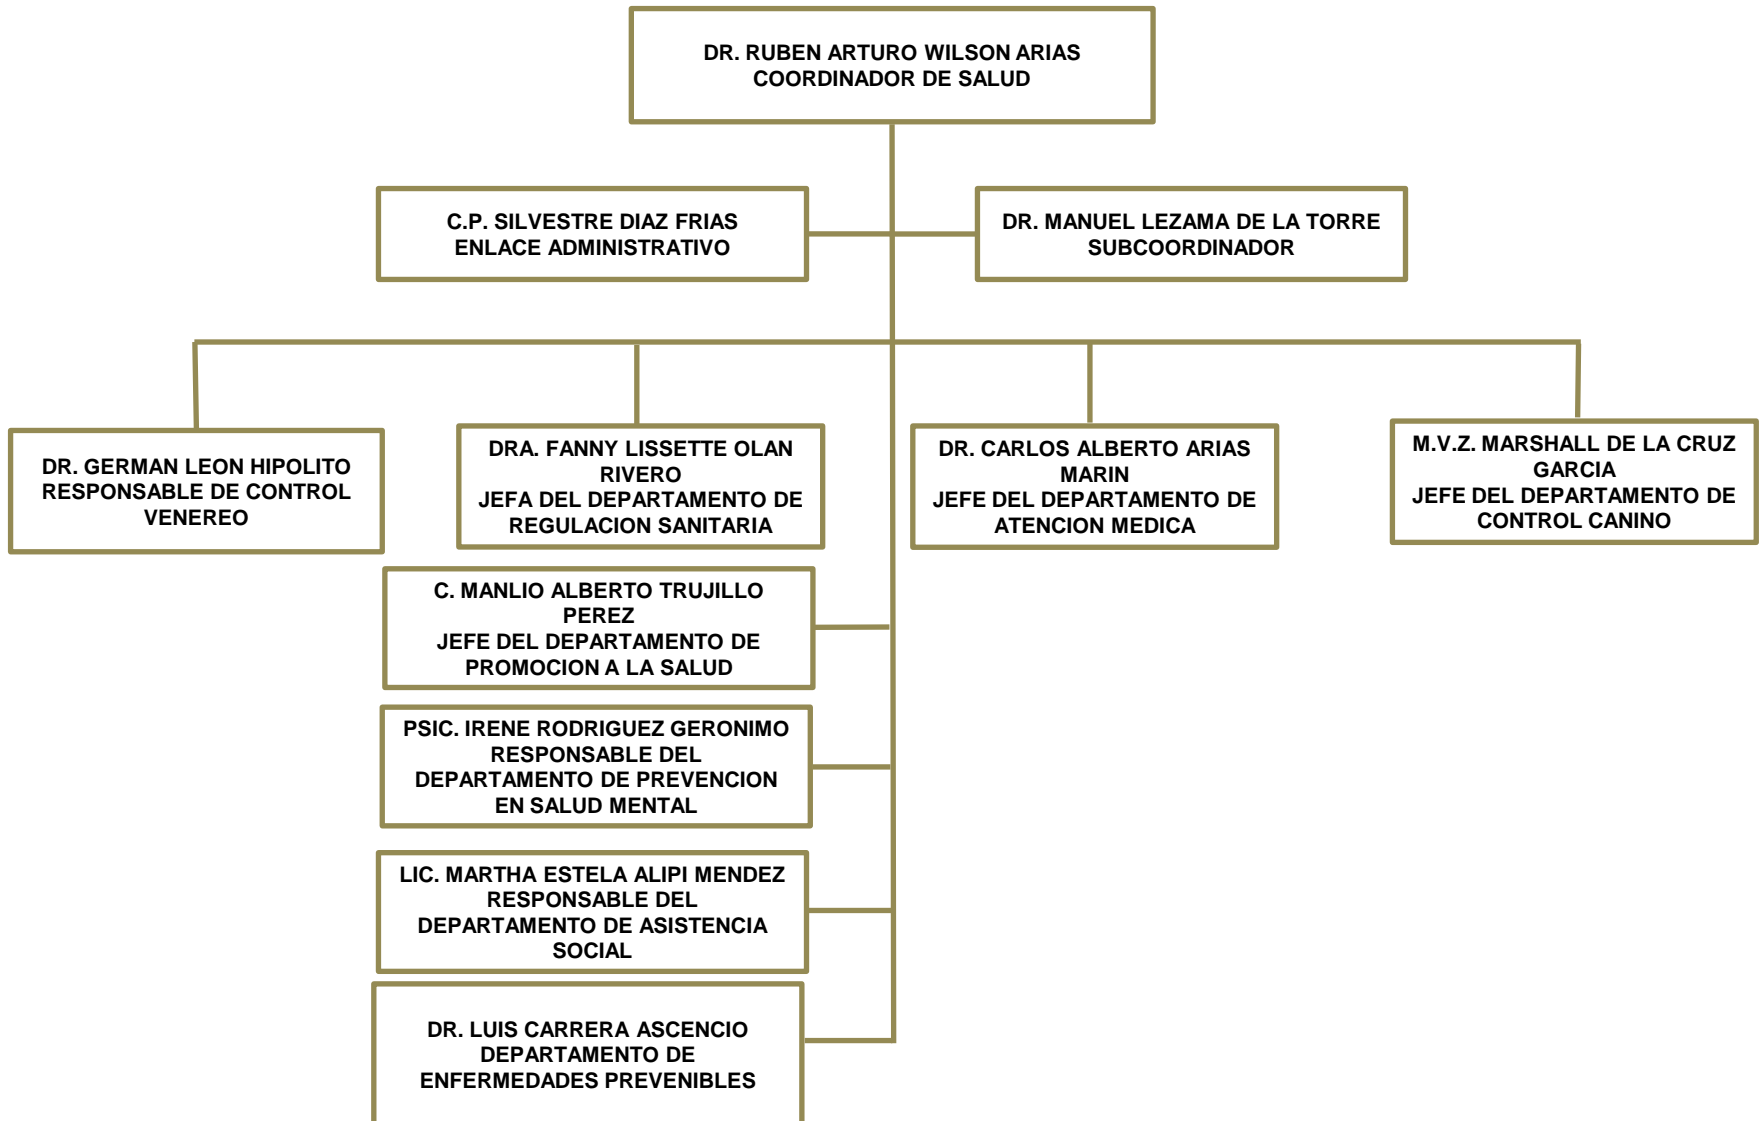 DR. RUBEN ARTURO WILSON ARIAS
COORDINADOR DE SALUD
C.P. SILVESTRE DIAZ FRIAS
ENLACE ADMINISTRATIVO
DR. MANUEL LEZAMA DE LA TORRE
SUBCOORDINADOR
DR. GERMAN LEON HIPOLITO
RESPONSABLE DE CONTROL
VENEREO
DRA. FANNY LISSETTE OLAN
RIVERO
JEFA DEL DEPARTAMENTO DE
REGULACION SANITARIA
DR. CARLOS ALBERTO ARIAS
MARIN
JEFE DEL DEPARTAMENTO DE
ATENCION MEDICA
M.V.Z. MARSHALL DE LA CRUZ
GARCIA
JEFE DEL DEPARTAMENTO DE
CONTROL CANINO
C. MANLIO ALBERTO TRUJILLO
PEREZ
JEFE DEL DEPARTAMENTO DE
PROMOCION A LA SALUD
PSIC. IRENE RODRIGUEZ GERONIMO
RESPONSABLE DEL
DEPARTAMENTO DE PREVENCION
EN SALUD MENTAL
LIC. MARTHA ESTELA ALIPI MENDEZ
RESPONSABLE DEL
DEPARTAMENTO DE ASISTENCIA
SOCIAL
DR. LUIS CARRERA ASCENCIO
DEPARTAMENTO DE
ENFERMEDADES PREVENIBLES